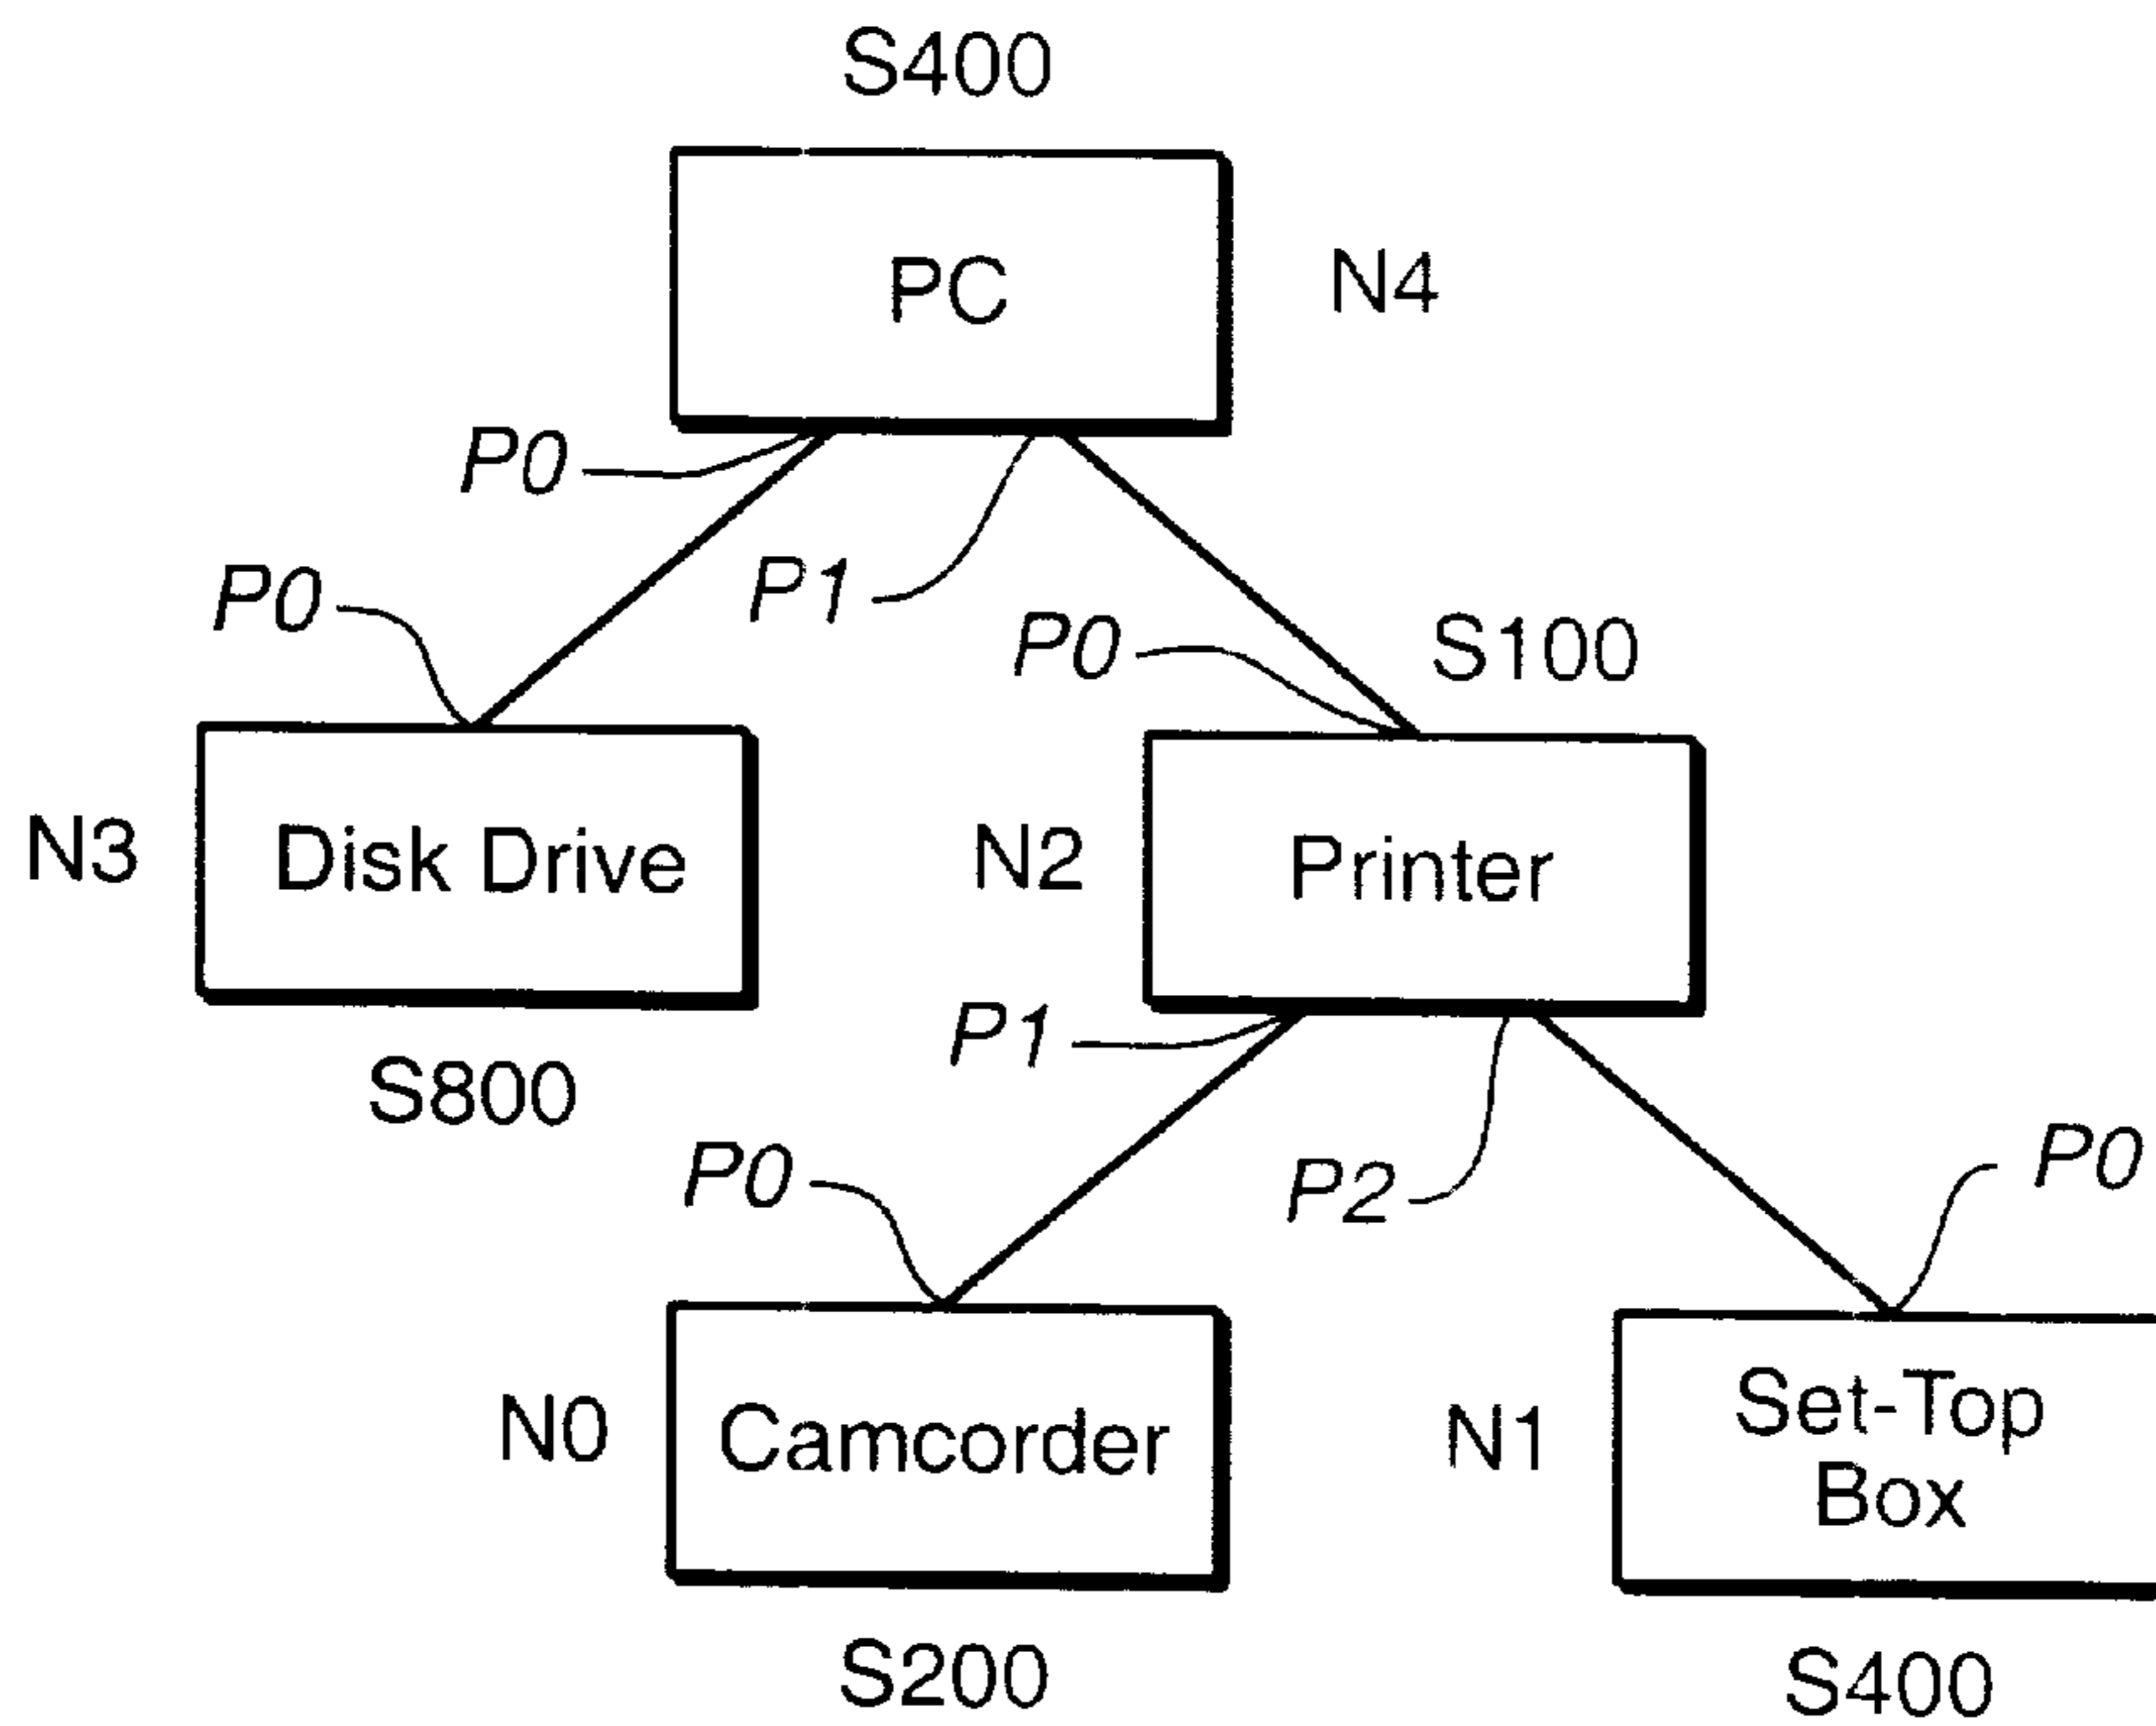 S400
PC
N4
P0
P0
P1
P0
S100
N3
Disk Drive
N2
Printer
P1
S800
P0
P2
P0
N0
Camcorder
N1
Set-Top
Box
S200
S400